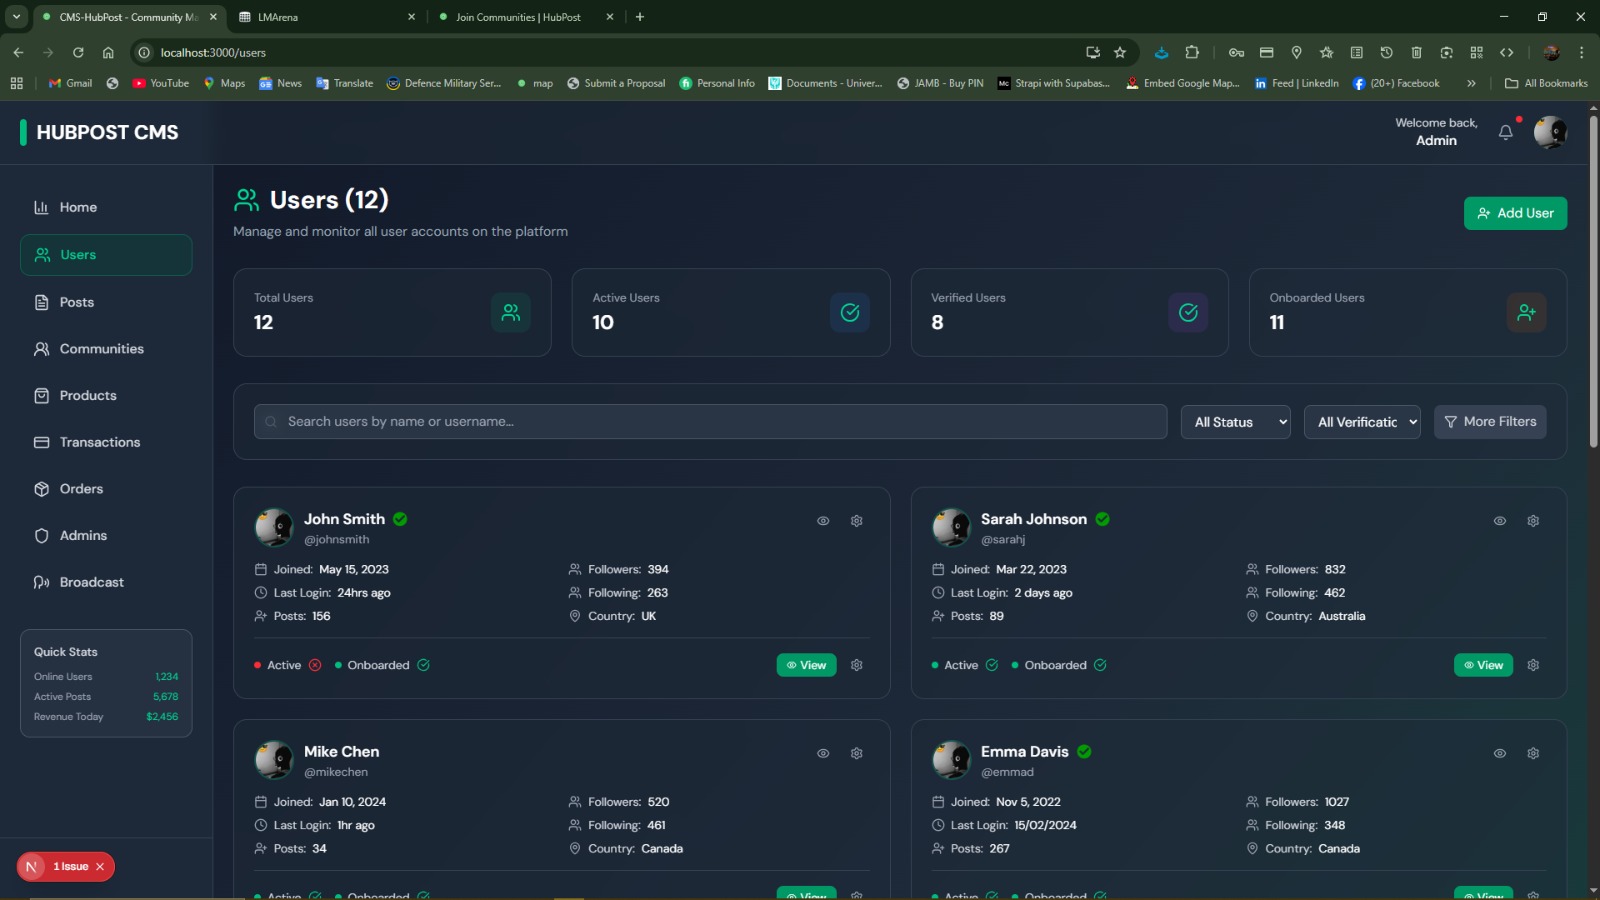 CMS-HubPost - Community Ma
LMArena
Join Communities | HubPost
localhost:3000/users
Gmail
YouTube
Maps
News
Translate
Defence Military Ser...
map
Submit a Proposal
Personal Info
Documents - Univer...
JAMB - Buy PIN
Strapi with Supabas...
Embed Google Map...
Feed | LinkedIn
(20+) Facebook
All Bookmarks
HUBPOST CMS
Welcome back,
Admin
Home
Users
Posts
Communities
Products
Transactions
Orders
Admins
Broadcast
Quick Stats
Online Users 1,234
Active Posts 5,678
Revenue Today $2,456
N 1 Issue
Users (12)
Manage and monitor all user accounts on the platform
Add User
Total Users
12
Active Users
10
Verified Users
8
Onboarded Users
11
Search users by name or username...
All Status
All Verificatic
More Filters
John Smith
@johnsmith
Joined: May 15, 2023
Followers: 394
Last Login: 24hrs ago
Following: 263
Posts: 156
Country: UK
Active
Onboarded
View
Sarah Johnson
@sarahj
Joined: Mar 22, 2023
Followers: 832
Last Login: 2 days ago
Following: 462
Posts: 89
Country: Australia
Active
Onboarded
View
Mike Chen
@mikechen
Joined: Jan 10, 2024
Followers: 520
Last Login: 1hr ago
Following: 461
Posts: 34
Country: Canada
Active
Onboarded
View
Emma Davis
@emmad
Joined: Nov 5, 2022
Followers: 1027
Last Login: 15/02/2024
Following: 348
Posts: 267
Country: Canada
Active
Onboarded
View